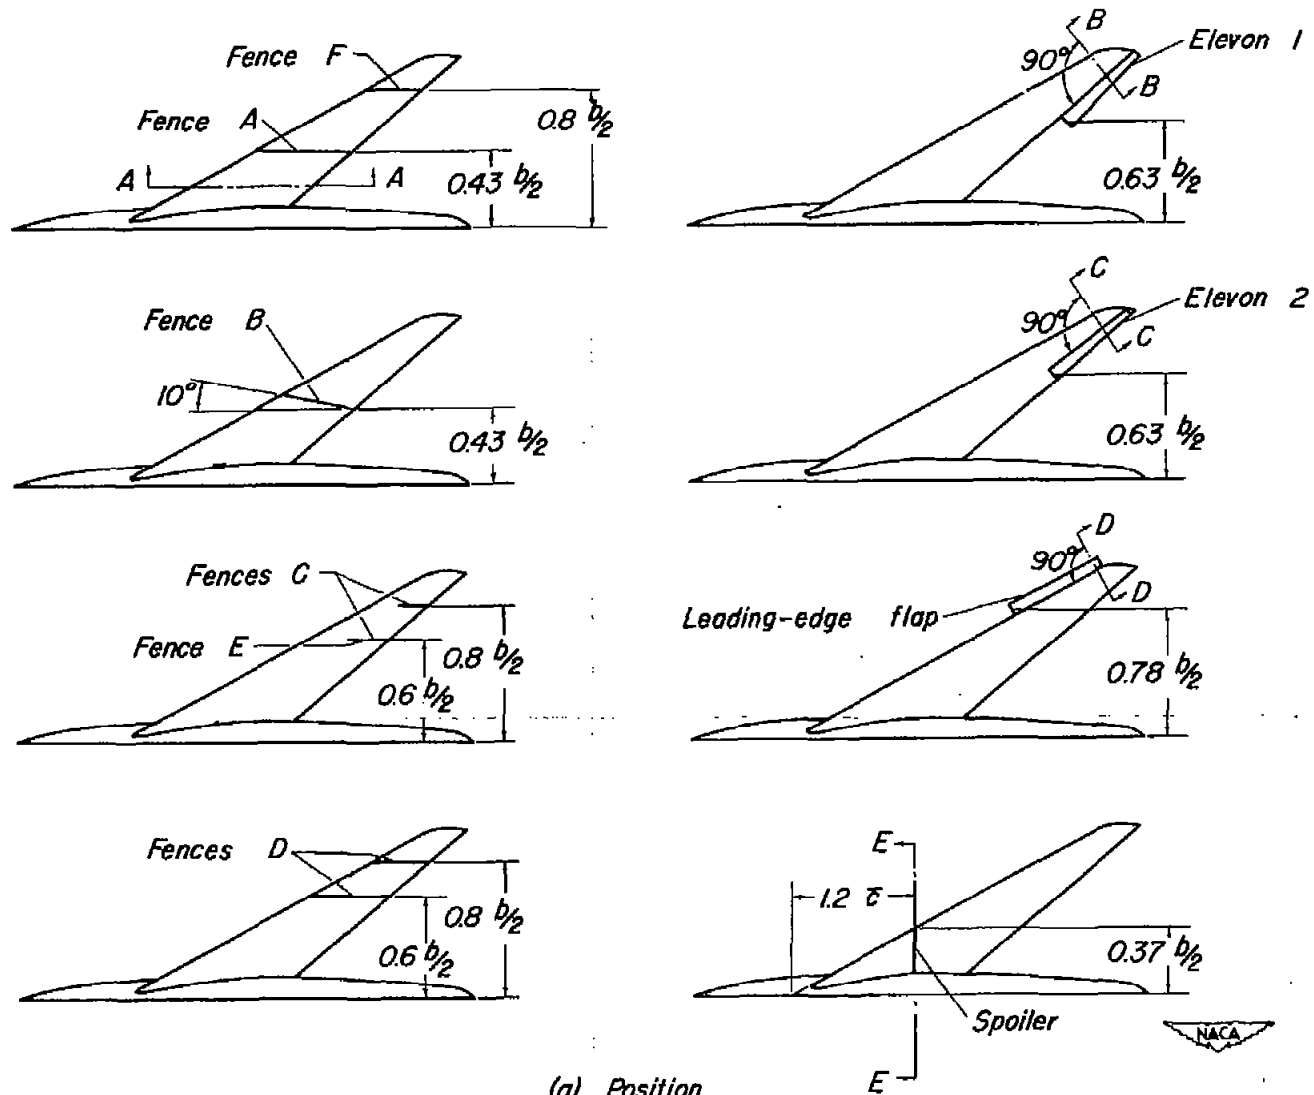 Fence F
Fence A
A A
0.8 b/2
0.43 b/2
B
90°
Elevon 1
B
0.63 b/2
Fence B
10°
0.43 b/2
C
90°
Elevon 2
C
0.63 b/2
Fences C
Fence E
0.8 b/2
0.6 b/2
D
90°
D
Leading-edge flap
0.78 b/2
Fences D
0.8 b/2
0.6 b/2
E
1.2 c̄
0.37 b/2
Spoiler
E
NACA
(a) Position